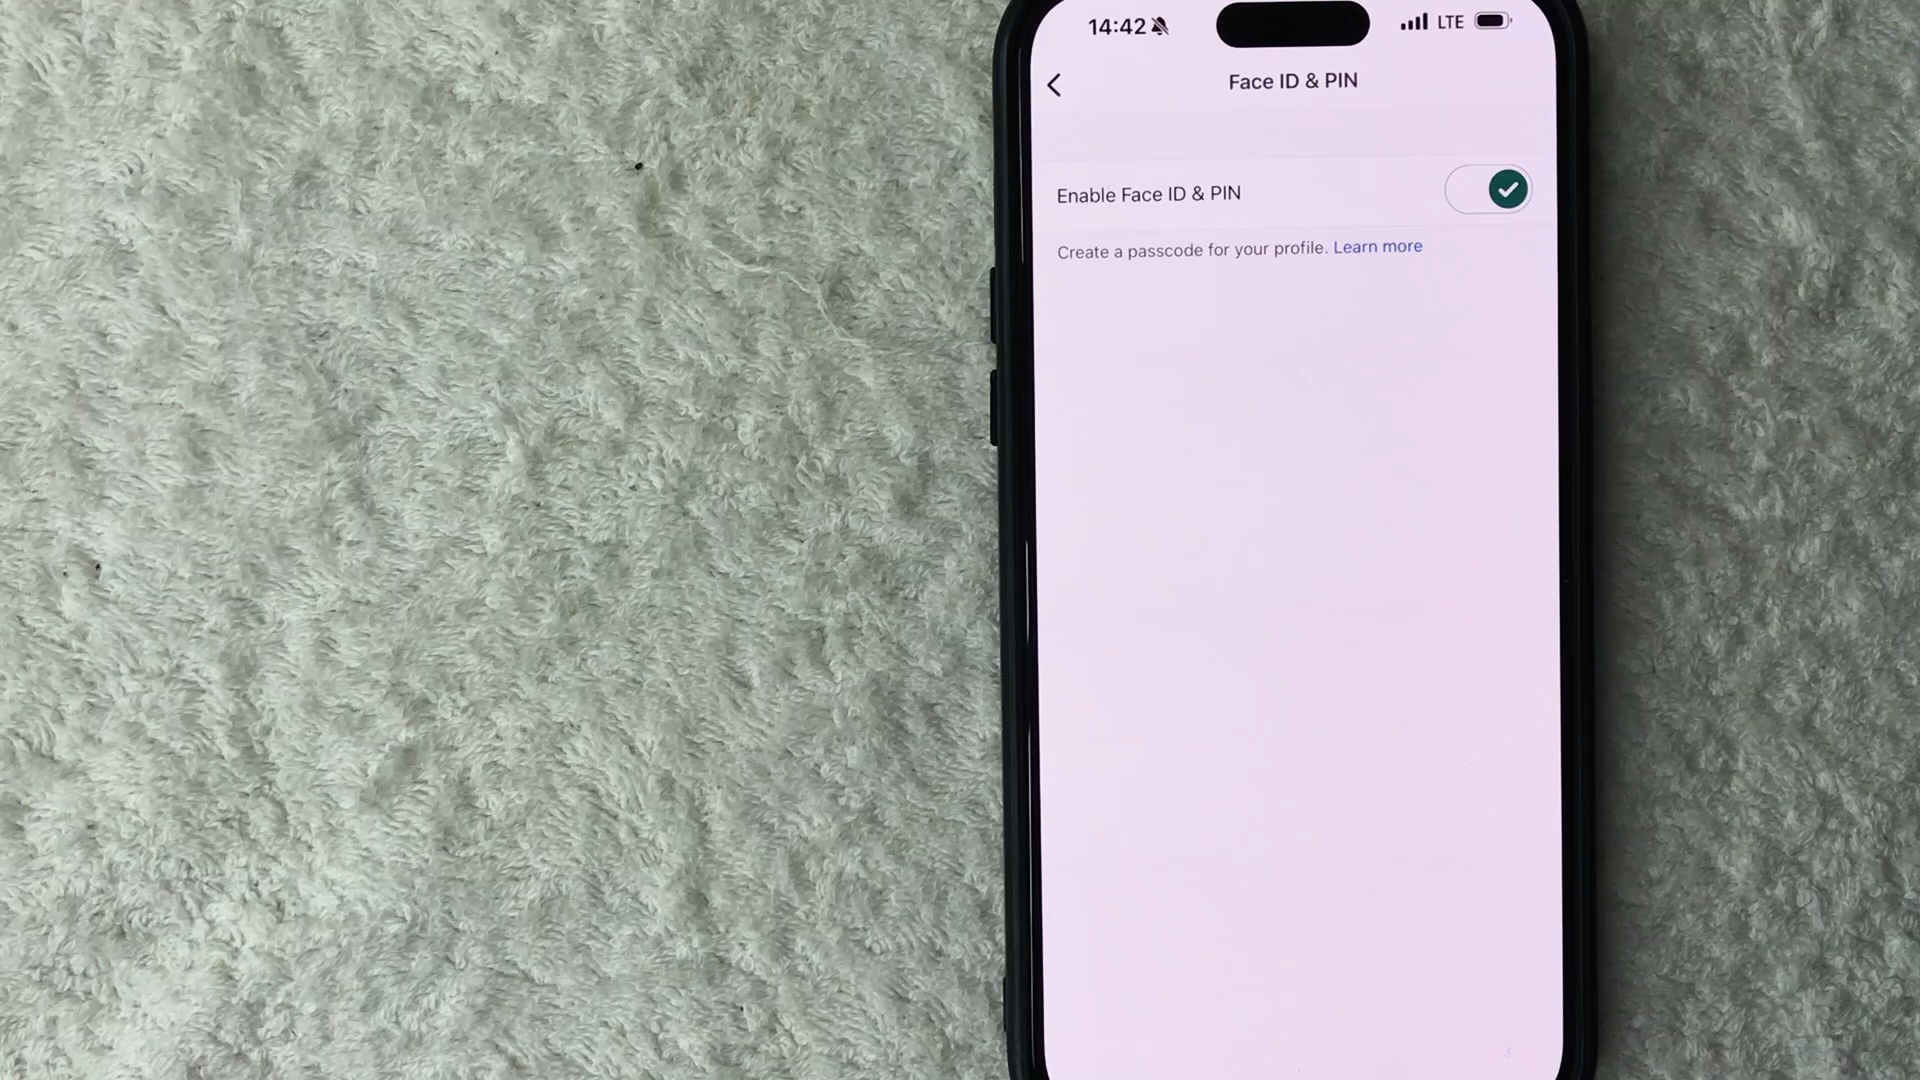 14:42 LTE
Face ID & PIN
Enable Face ID & PIN
Create a passcode for your profile. Learn more